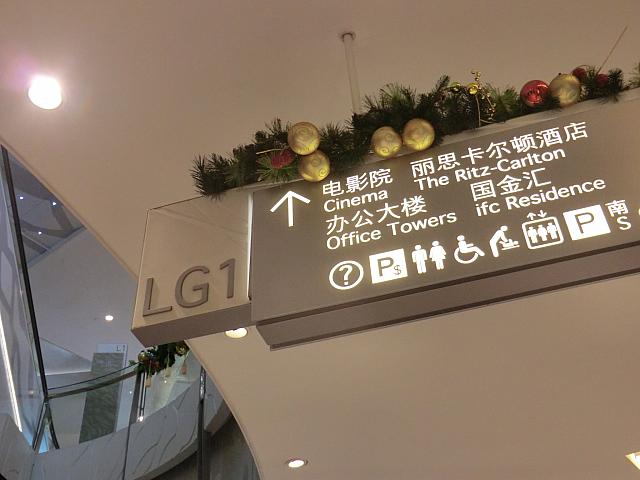 电影院 丽思卡尔顿酒店
Cinema The Ritz-Carlton
办公大楼 国金汇
Office Towers ifc Residence
? P$ P 南
S
LG1
L1